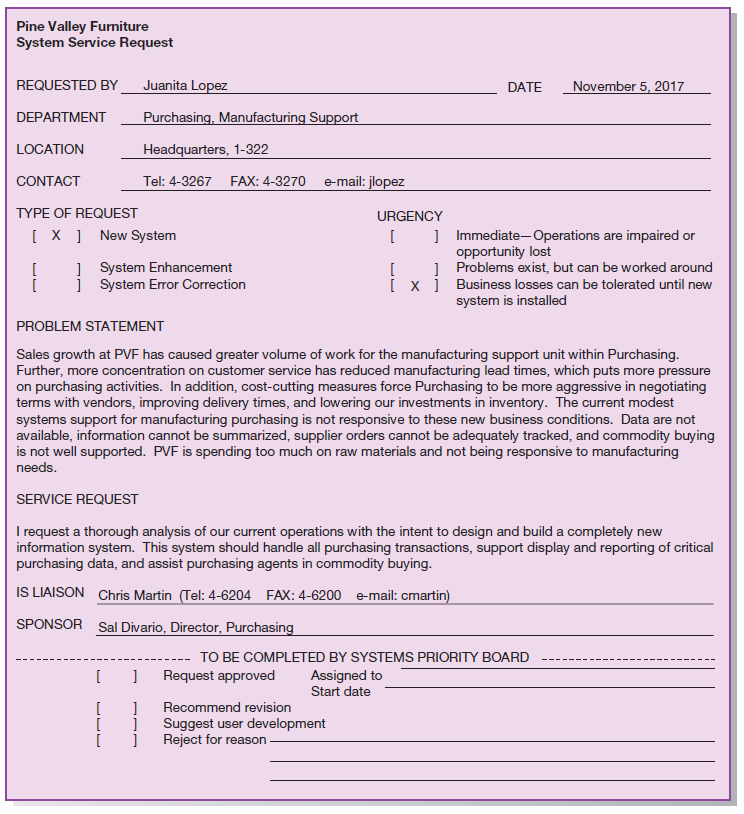 Pine Valley Furniture
System Service Request
REQUESTED BY Juanita Lopez DATE November 5, 2017
DEPARTMENT Purchasing, Manufacturing Support
LOCATION Headquarters, 1-322
CONTACT Tel: 4-3267 FAX: 4-3270 e-mail: jlopez
TYPE OF REQUEST URGENCY
[ X ] New System [ ] Immediate—Operations are impaired or
opportunity lost
[ ] System Enhancement [ ] Problems exist, but can be worked around
[ ] System Error Correction [ X ] Business losses can be tolerated until new
system is installed
PROBLEM STATEMENT
Sales growth at PVF has caused greater volume of work for the manufacturing support unit within Purchasing.
Further, more concentration on customer service has reduced manufacturing lead times, which puts more pressure
on purchasing activities. In addition, cost-cutting measures force Purchasing to be more aggressive in negotiating
terms with vendors, improving delivery times, and lowering our investments in inventory. The current modest
systems support for manufacturing purchasing is not responsive to these new business conditions. Data are not
available, information cannot be summarized, supplier orders cannot be adequately tracked, and commodity buying
is not well supported. PVF is spending too much on raw materials and not being responsive to manufacturing
needs.
SERVICE REQUEST
I request a thorough analysis of our current operations with the intent to design and build a completely new
information system. This system should handle all purchasing transactions, support display and reporting of critical
purchasing data, and assist purchasing agents in commodity buying.
IS LIAISON Chris Martin (Tel: 4-6204 FAX: 4-6200 e-mail: cmartin)
SPONSOR Sal Divario, Director, Purchasing
TO BE COMPLETED BY SYSTEMS PRIORITY BOARD
[ ] Request approved Assigned to
Start date
[ ] Recommend revision
[ ] Suggest user development
[ ] Reject for reason